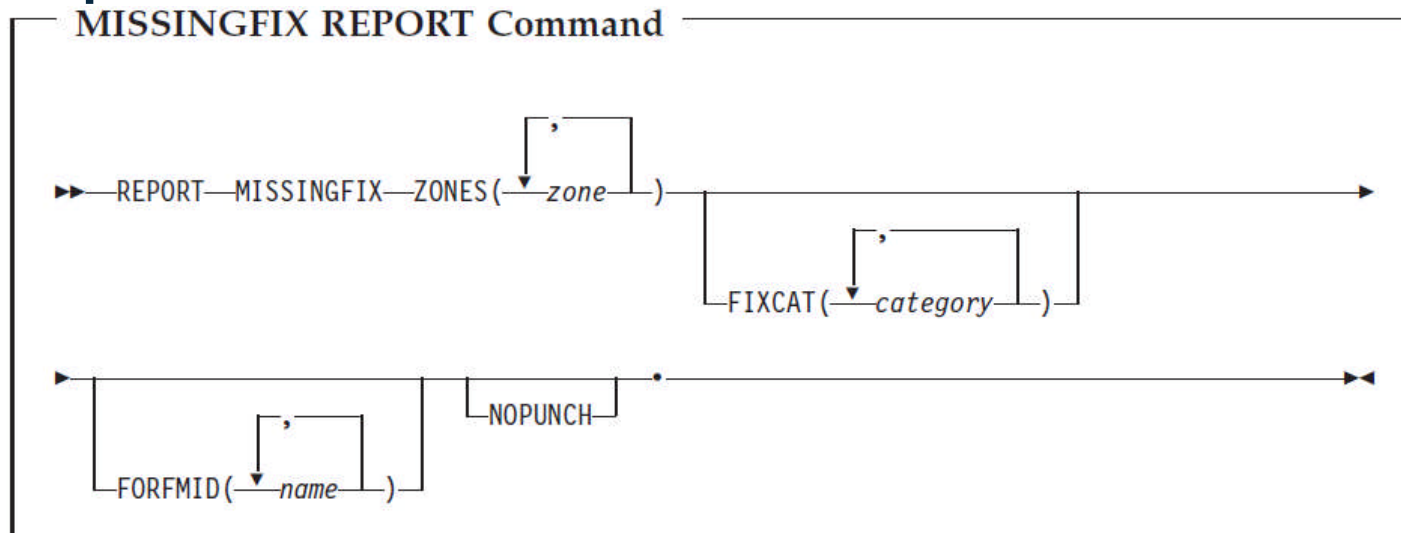 MISSINGFIX REPORT Command
,
REPORT MISSINGFIX ZONES( zone )
,
FIXCAT( category )
.
NOPUNCH
,
FORFMID( name )